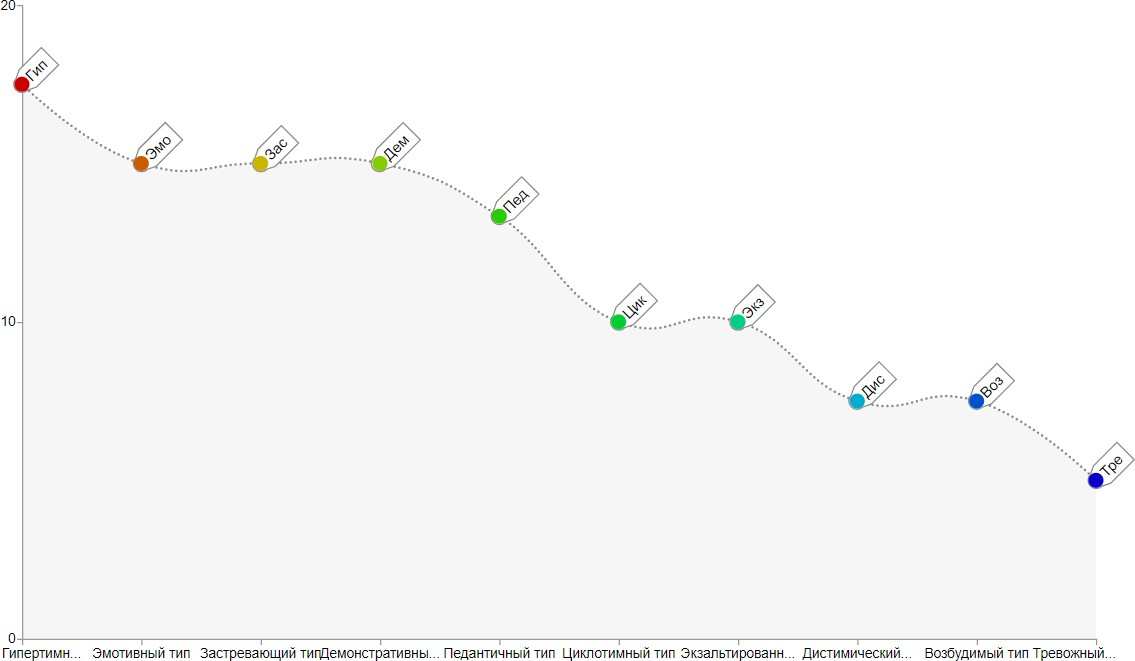 20
Гип
Эмо
Зас
Дем
Пед
10
Цик
Экз
Дис
Воз
Тре
0
Гипертимн... Эмотивный тип Застревающий тип Демонстративны... Педантичный тип Циклотимный тип Экзальтированн... Дистимический... Возбудимый тип Тревожный...